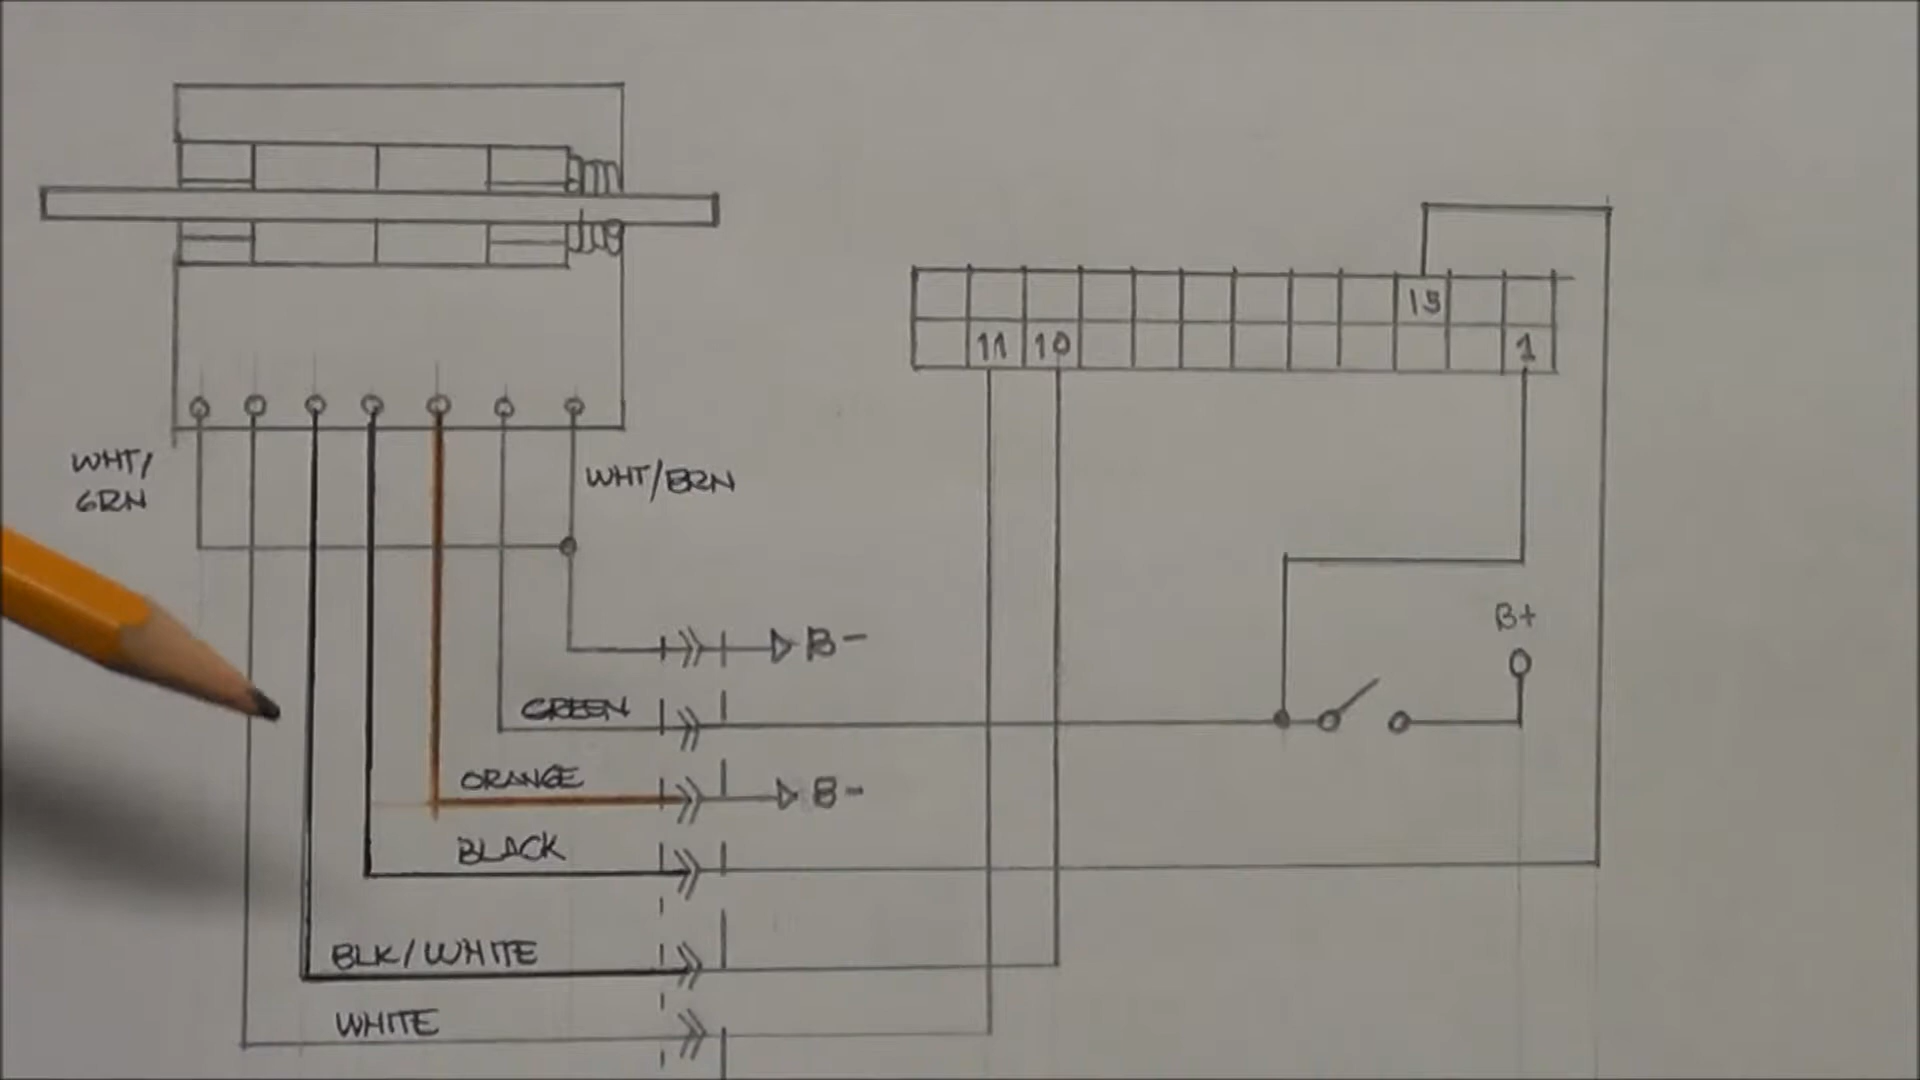 15
11 10 1
WHT/
GRN
WHT/BRN
B+
B-
GREEN
ORANGE
B-
BLACK
BLK/WHITE
WHITE